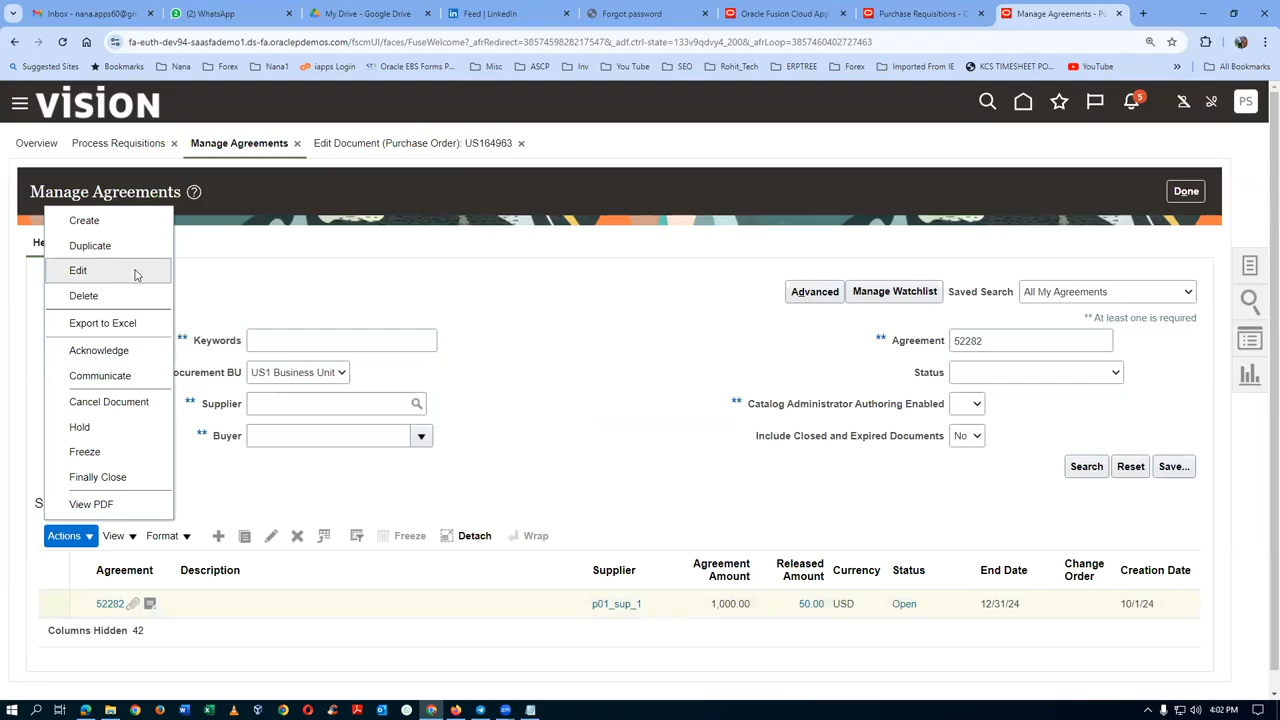 Inbox - nana.apps60@gm
(2) WhatsApp
My Drive - Google Drive
Feed | LinkedIn
Forgot password
Oracle Fusion Cloud App
Purchase Requisitions - O
Manage Agreements - Pu
fa-euth-dev94-saasfademo1.ds-fa.oraclepdemos.com/fscmUI/faces/FuseWelcome?_afrRedirect=38574598281217547&_adf.ctrl-state=133v9qdvy4_200&_afrLoop=3857460402727463
Suggested Sites
Bookmarks
Nana
Forex
Nana1
iapps Login
Oracle EBS Forms P...
Misc
ASCP
Inv
You Tube
SEO
Rohit_Tech
ERPTREE
Forex
Imported From IE
KCS TIMESHEET PO...
YouTube
»
All Bookmarks
VISION
5
PS
Overview
Process Requisitions
Manage Agreements
Edit Document (Purchase Order): US164963
Manage Agreements
Done
He
Create
Duplicate
Edit
Delete
Export to Excel
Acknowledge
Communicate
Cancel Document
Hold
Freeze
Finally Close
View PDF
Advanced
Manage Watchlist
Saved Search
All My Agreements
** At least one is required
** Keywords
** Agreement
52282
ocurement BU
US1 Business Unit
Status
** Supplier
** Catalog Administrator Authoring Enabled
** Buyer
Include Closed and Expired Documents
No
Search
Reset
Save...
S
Actions
View
Format
Freeze
Detach
Wrap
Agreement
Description
Supplier
Agreement Amount
Released Amount
Currency
Status
End Date
Change Order
Creation Date
52282
p01_sup_1
1,000.00
50.00
USD
Open
12/31/24
10/1/24
Columns Hidden 42
4:02 PM